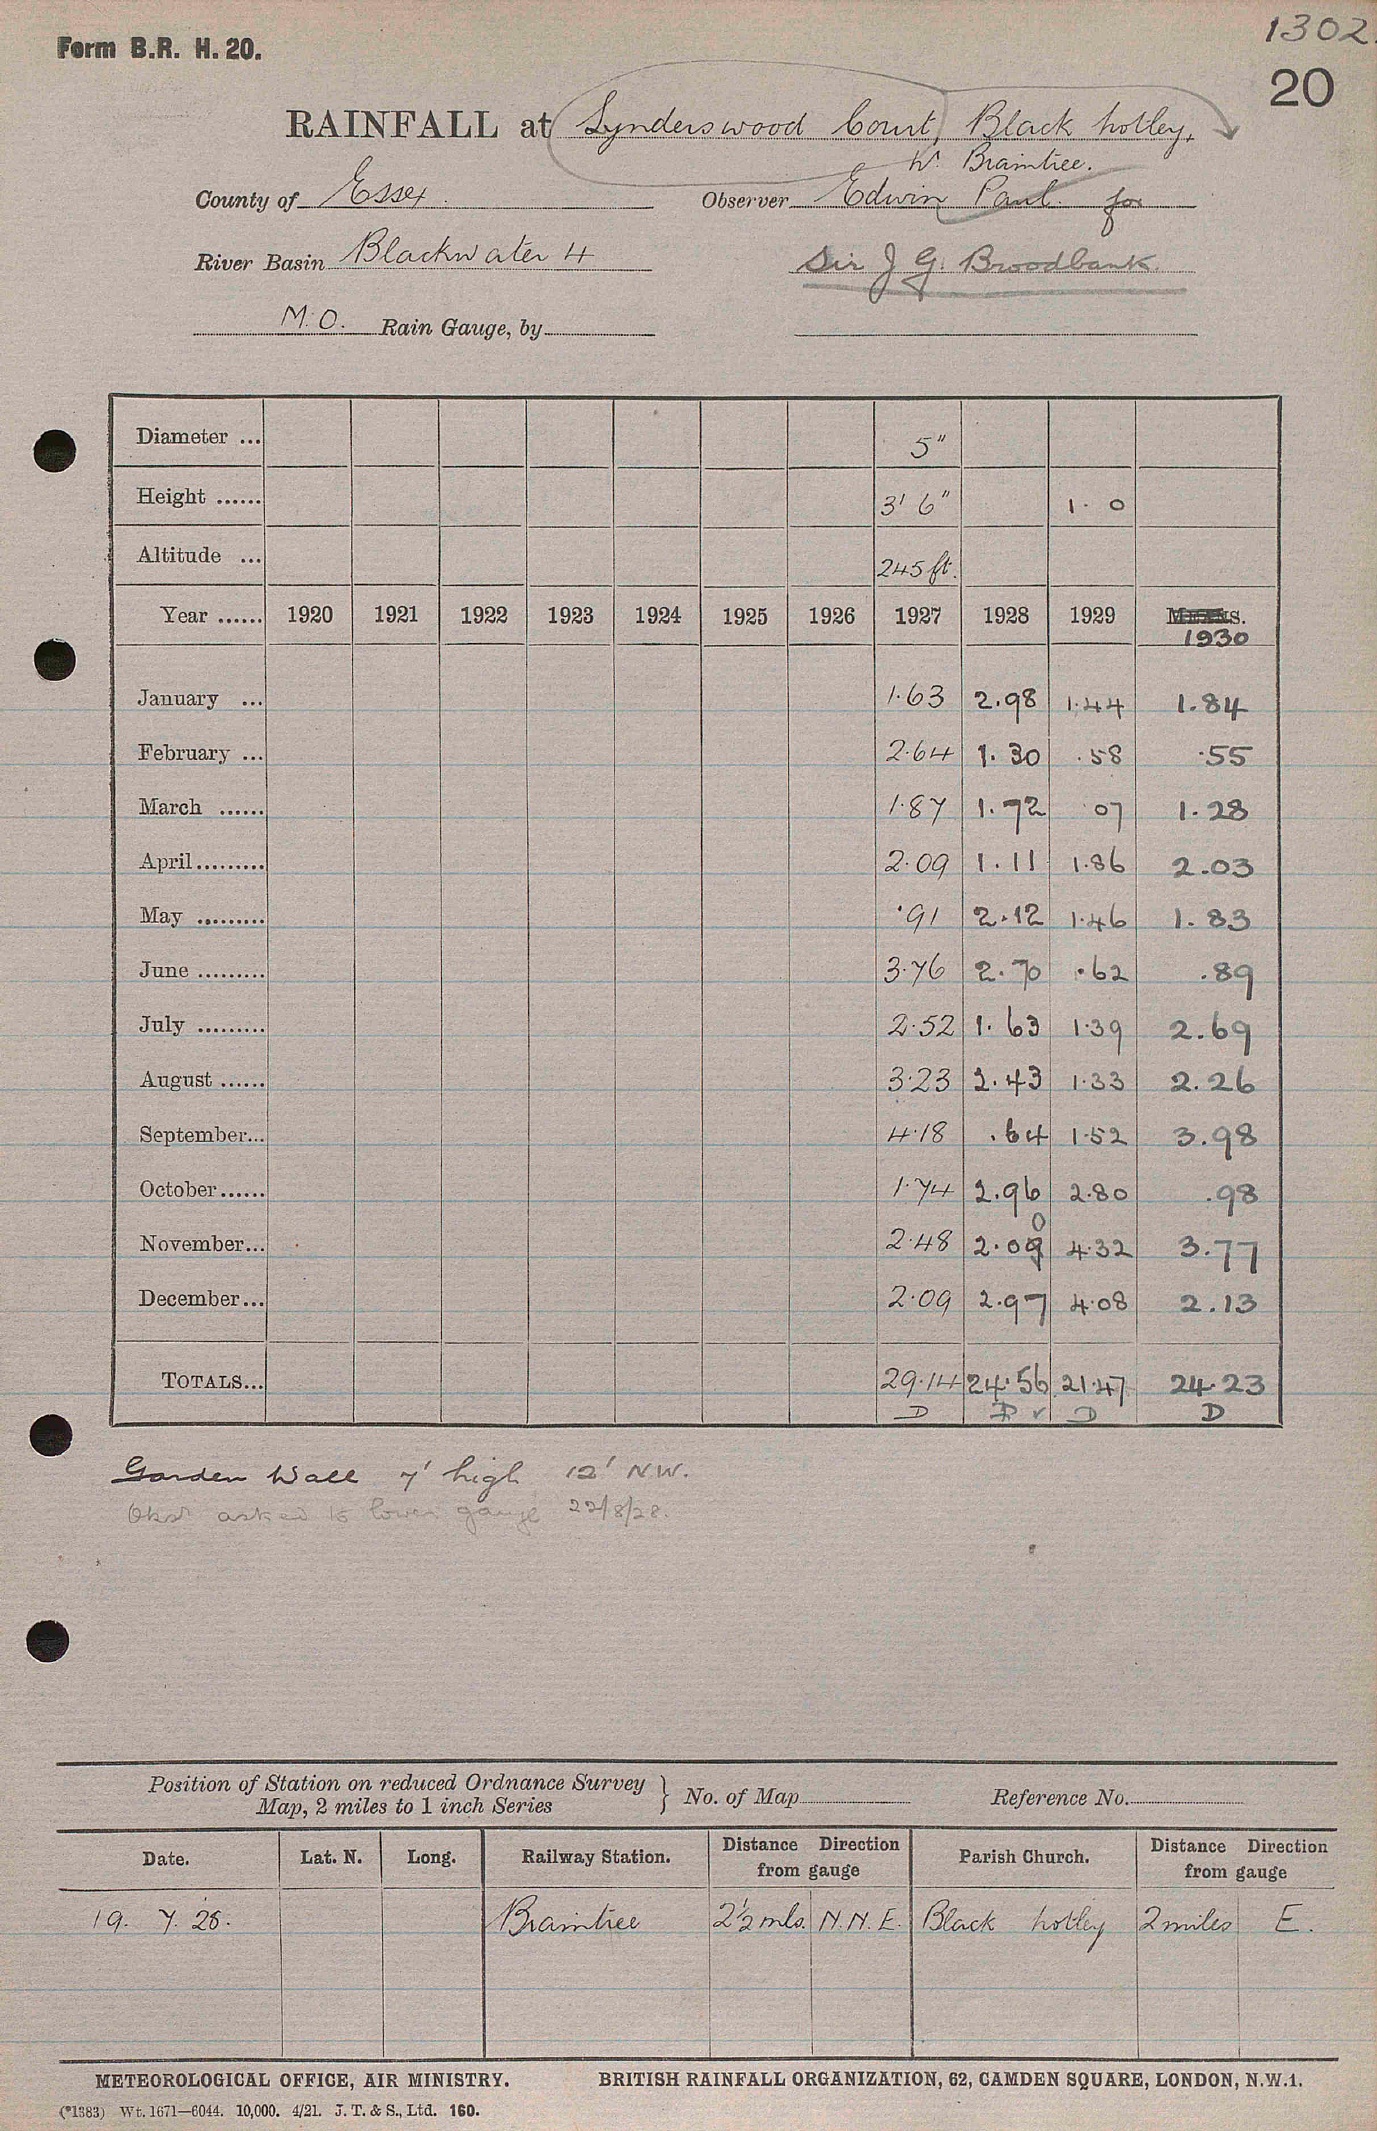 1302.
Form B.R. H. 20.
20
RAINFALL at Lynderswood Court, Black Notley,
Nr. Braintree.
County of Essex. Observer Edwin Paul. for
River Basin Blackwater 4 Sir J G. Broodbank.
M.O. Rain Gauge, by
Diameter ... 5"
Height ...... 3' 6" 1. 0
Altitude ... 245 ft.
Year ...... 1920 1921 1922 1923 1924 1925 1926 1927 1928 1929 MEANS.
1930
January ... 1.63 2.98 1.44 1.84
February ... 2.64 1.30 .58 .55
March ...... 1.87 1.72 07 1.28
April......... 2.09 1.11 1.86 2.03
May ......... .91 2.12 1.46 1.83
June ......... 3.76 2.70 .62 .89
July ......... 2.52 1.63 1.39 2.69
August ...... 3.23 2.43 1.33 2.26
September... 4.18 .64 1.52 3.98
October...... 1.74 2.96 2.80 .98
0
November... 2.48 2.09 4.32 3.77
December... 2.09 2.97 4.08 2.13
TOTALS... 29.14 24.56 21.47 24.23
D D ✓ D D
Garden Wall 7' high 12' NW.
Obsr asked to lower gauge 22/8/28.
Position of Station on reduced Ordnance Survey
Map, 2 miles to 1 inch Series } No. of Map Reference No.
Date. Lat. N. Long. Railway Station. Distance Direction from gauge Parish Church. Distance Direction from gauge
19. 7. 28. Braintree 2½ mls. N.N.E. Black Notley 2 miles E.
METEOROLOGICAL OFFICE, AIR MINISTRY. BRITISH RAINFALL ORGANIZATION, 62, CAMDEN SQUARE, LONDON, N.W.1.
(*1383) Wt. 1671—6044. 10,000. 4/21. J. T. & S., Ltd. 160.